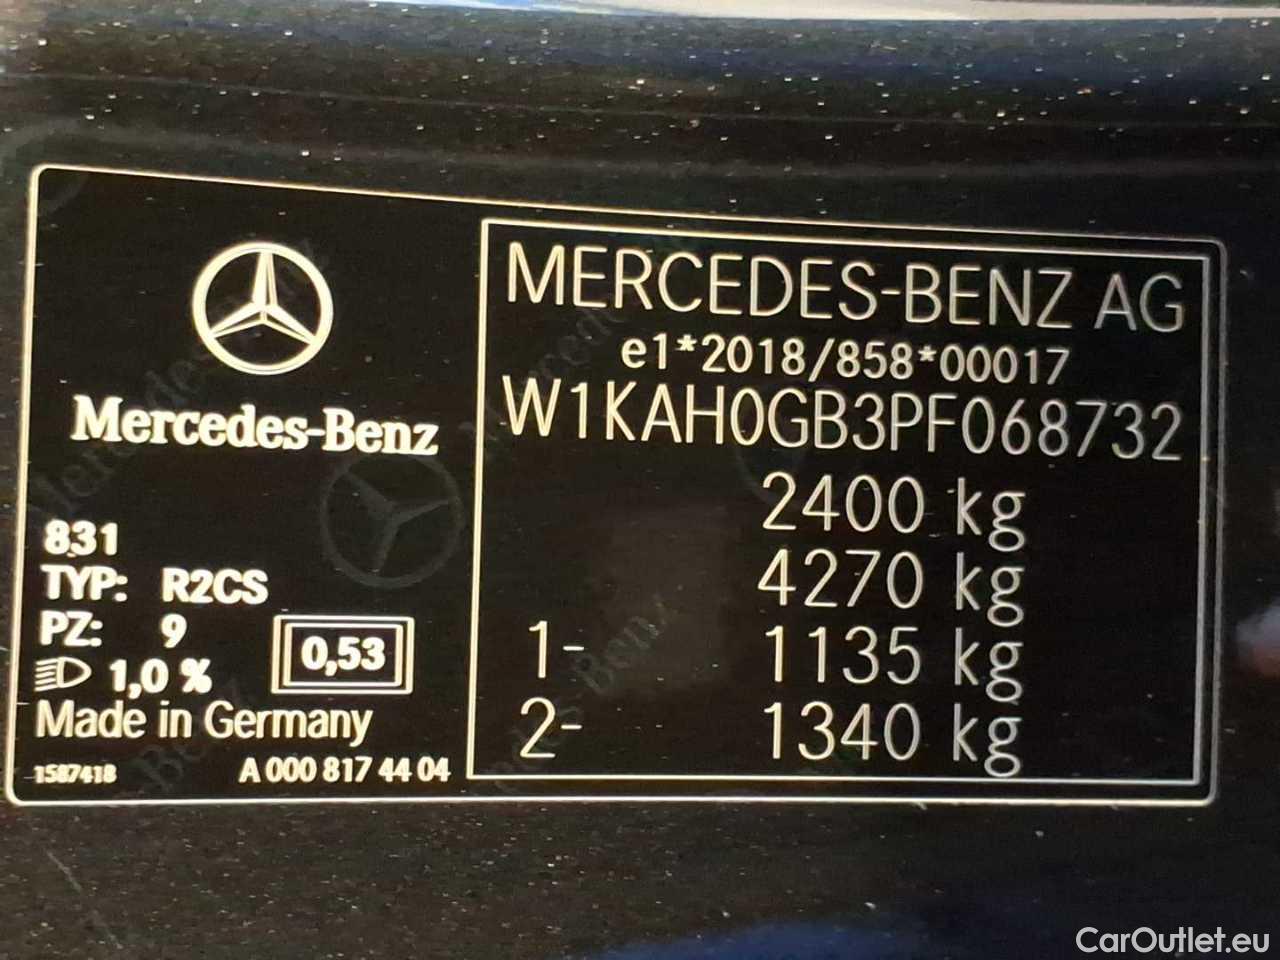 Mercedes-Benz
831
TYP: R2CS
PZ: 9
1,0 %
0,53
Made in Germany
1587418
A 000 817 44 04
MERCEDES-BENZ AG
e1*2018/858*00017
W1KAH0GB3PF068732
2400 kg
4270 kg
1- 1135 kg
2- 1340 kg
CarOutlet.eu